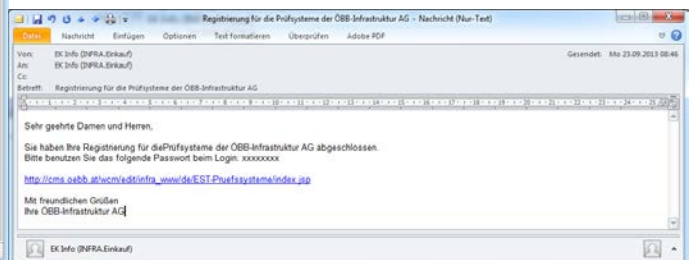 Registrierung für die Prüfsysteme der ÖBB-Infrastruktur AG - Nachricht (Nur-Text)
Datei Nachricht Einfügen Optionen Text formatieren Überprüfen Adobe PDF
Von: EK Info (INFRA.Einkauf) Gesendet: Mo 23.09.2013 08:46
An: EK Info (INFRA.Einkauf)
Cc:
Betreff: Registrierung für die Prüfsysteme der ÖBB-Infrastruktur AG
Sehr geehrte Damen und Herren,
Sie haben Ihre Registrierung für diePrüfsysteme der ÖBB-Infrastruktur AG abgeschlossen.
Bitte benutzen Sie das folgende Passwort beim Login: xxxxxxxx
http://cms.oebb.at/wcm/edit/infra_www/de/EST-Pruefssysteme/index.jsp
Mit freundlichen Grüßen
Ihre ÖBB-Infrastruktur AG
EK Info (INFRA.Einkauf)